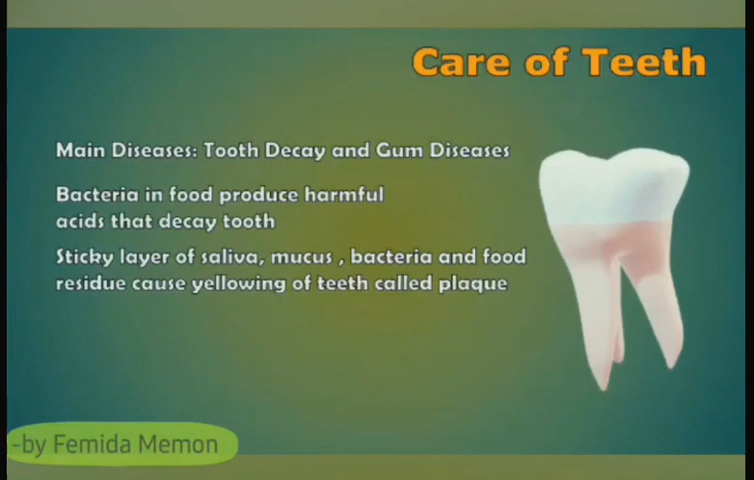 Care of Teeth
Main Diseases: Tooth Decay and Gum Diseases
Bacteria in food produce harmful
acids that decay tooth
Sticky layer of saliva, mucus , bacteria and food
residue cause yellowing of teeth called plaque
-by Femida Memon